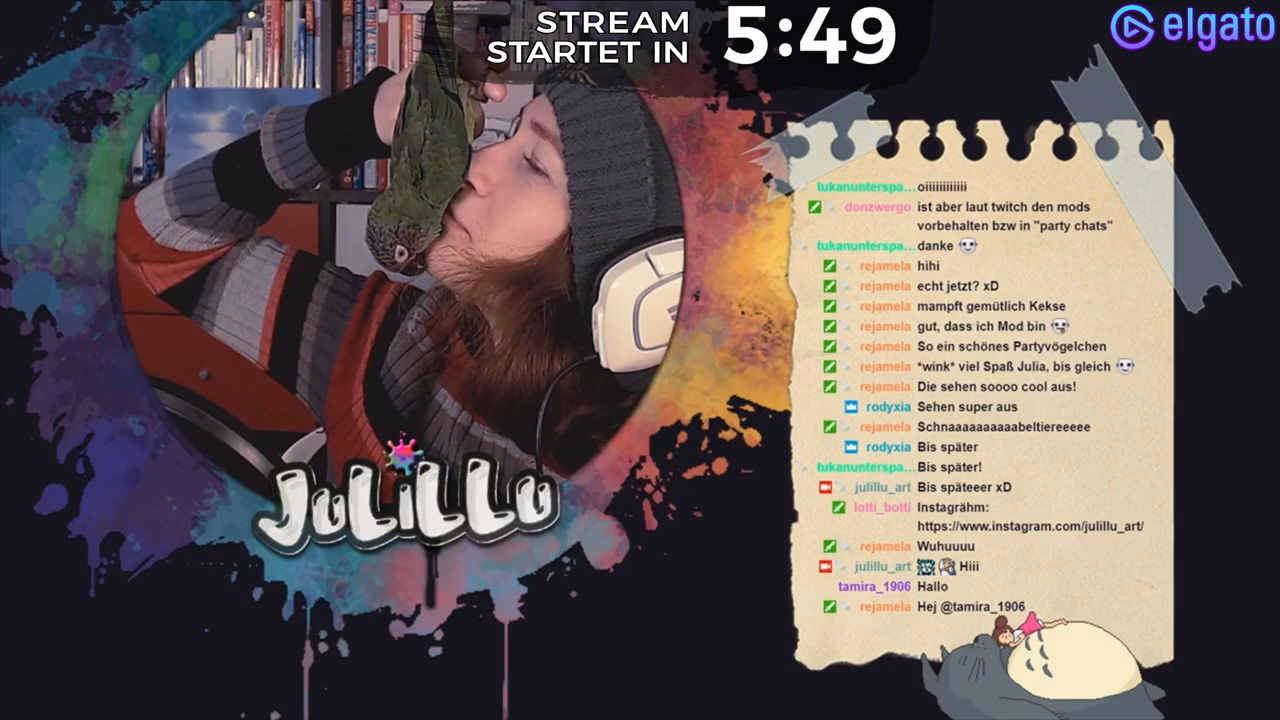 STREAM
STARTET IN
5:49
elgato
tukanunterspa... oiiiiiiiiiiiii
donzwergo ist aber laut twitch den mods
vorbehalten bzw in "party chats"
tukanunterspa... danke
rejamela hihi
rejamela echt jetzt? xD
rejamela mampft gemütlich Kekse
rejamela gut, dass ich Mod bin
rejamela So ein schönes Partyvögelchen
rejamela *wink* viel Spaß Julia, bis gleich
rejamela Die sehen soooo cool aus!
rodyxia Sehen super aus
rejamela Schnaaaaaaaaaabeltiereeeee
rodyxia Bis später
tukanunterspa... Bis später!
julillu_art Bis späteeer xD
lotti_botti Instagrähm:
https://www.instagram.com/julillu_art/
rejamela Wuhuuuu
julillu_art Hiii
tamira_1906 Hallo
rejamela Hej @tamira_1906
JULiLLU